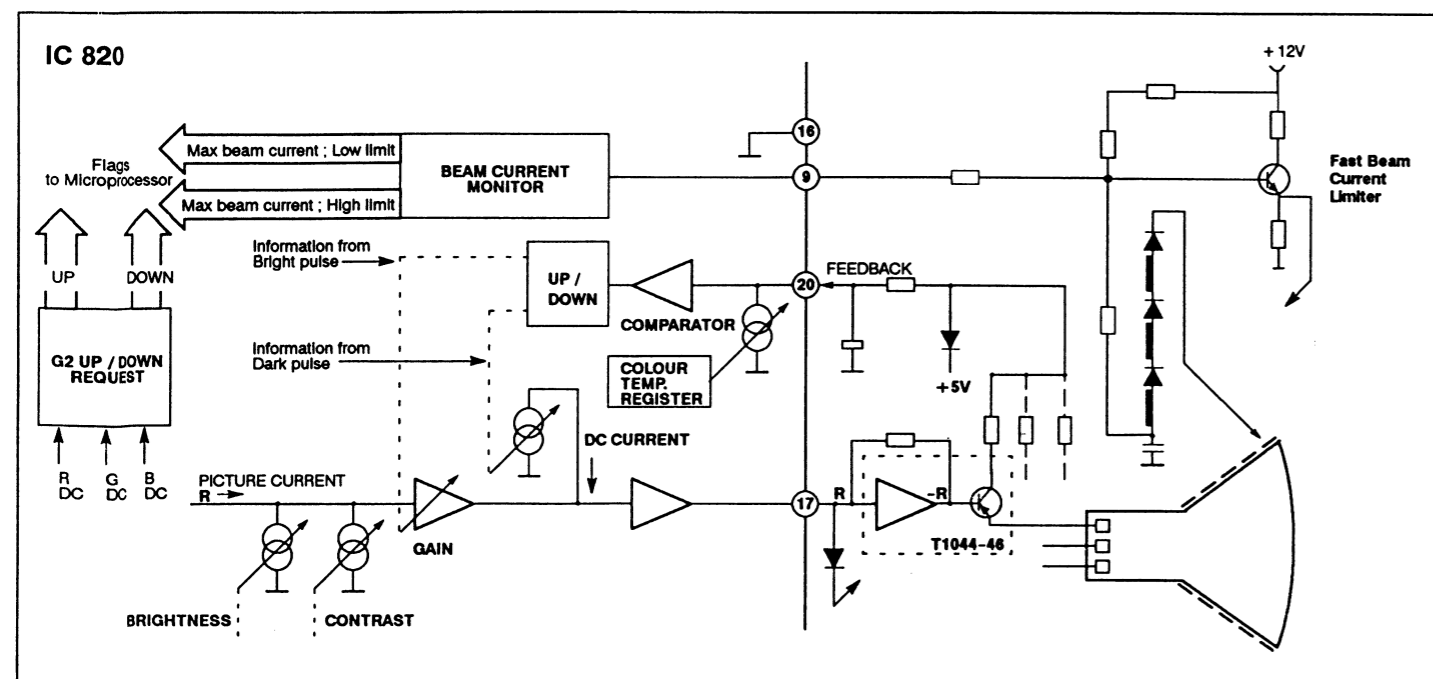 IC 820
+ 12V
16
Max beam current ; Low limit
Flags
to Microprocessor
BEAM CURRENT
MONITOR
9
Fast Beam
Current
Limiter
Max beam current ; High limit
Information from
Bright pulse
UP
DOWN
UP /
DOWN
20
FEEDBACK
COMPARATOR
Information from
Dark pulse
G2 UP / DOWN
REQUEST
COLOUR
TEMP.
REGISTER
+5V
DC CURRENT
R
DC
G
DC
B
DC
PICTURE CURRENT
R
17
R
-R
GAIN
T1044-46
BRIGHTNESS
CONTRAST